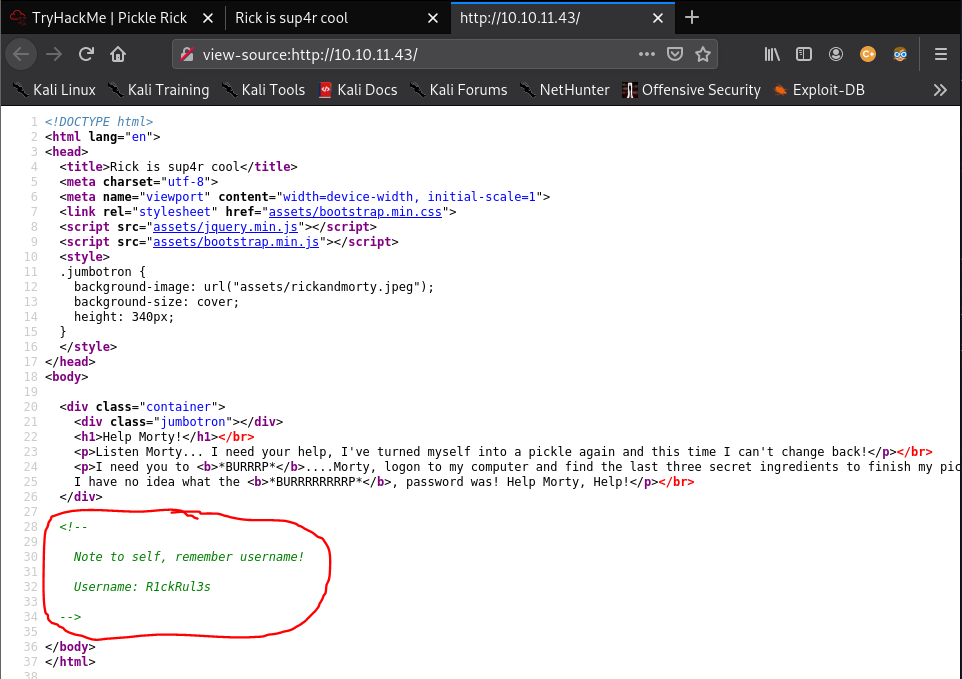 TryHackMe | Pickle Rick
Rick is sup4r cool
http://10.10.11.43/
view-source:http://10.10.11.43/
Kali Linux
Kali Training
Kali Tools
Kali Docs
Kali Forums
NetHunter
Offensive Security
Exploit-DB
1 <!DOCTYPE html>
2 <html lang="en">
3 <head>
4 <title>Rick is sup4r cool</title>
5 <meta charset="utf-8">
6 <meta name="viewport" content="width=device-width, initial-scale=1">
7 <link rel="stylesheet" href="assets/bootstrap.min.css">
8 <script src="assets/jquery.min.js"></script>
9 <script src="assets/bootstrap.min.js"></script>
10 <style>
11 .jumbotron {
12 background-image: url("assets/rickandmorty.jpeg");
13 background-size: cover;
14 height: 340px;
15 }
16 </style>
17 </head>
18 <body>
19
20 <div class="container">
21 <div class="jumbotron"></div>
22 <h1>Help Morty!</h1></br>
23 <p>Listen Morty... I need your help, I've turned myself into a pickle again and this time I can't change back!</p></br>
24 <p>I need you to <b>*BURRRP*</b>....Morty, logon to my computer and find the last three secret ingredients to finish my pic
25 I have no idea what the <b>*BURRRRRRRRP*</b>, password was! Help Morty, Help!</p></br>
26 </div>
27
28 <!--
29
30 Note to self, remember username!
31
32 Username: R1ckRul3s
33
34 -->
35
36 </body>
37 </html>
38